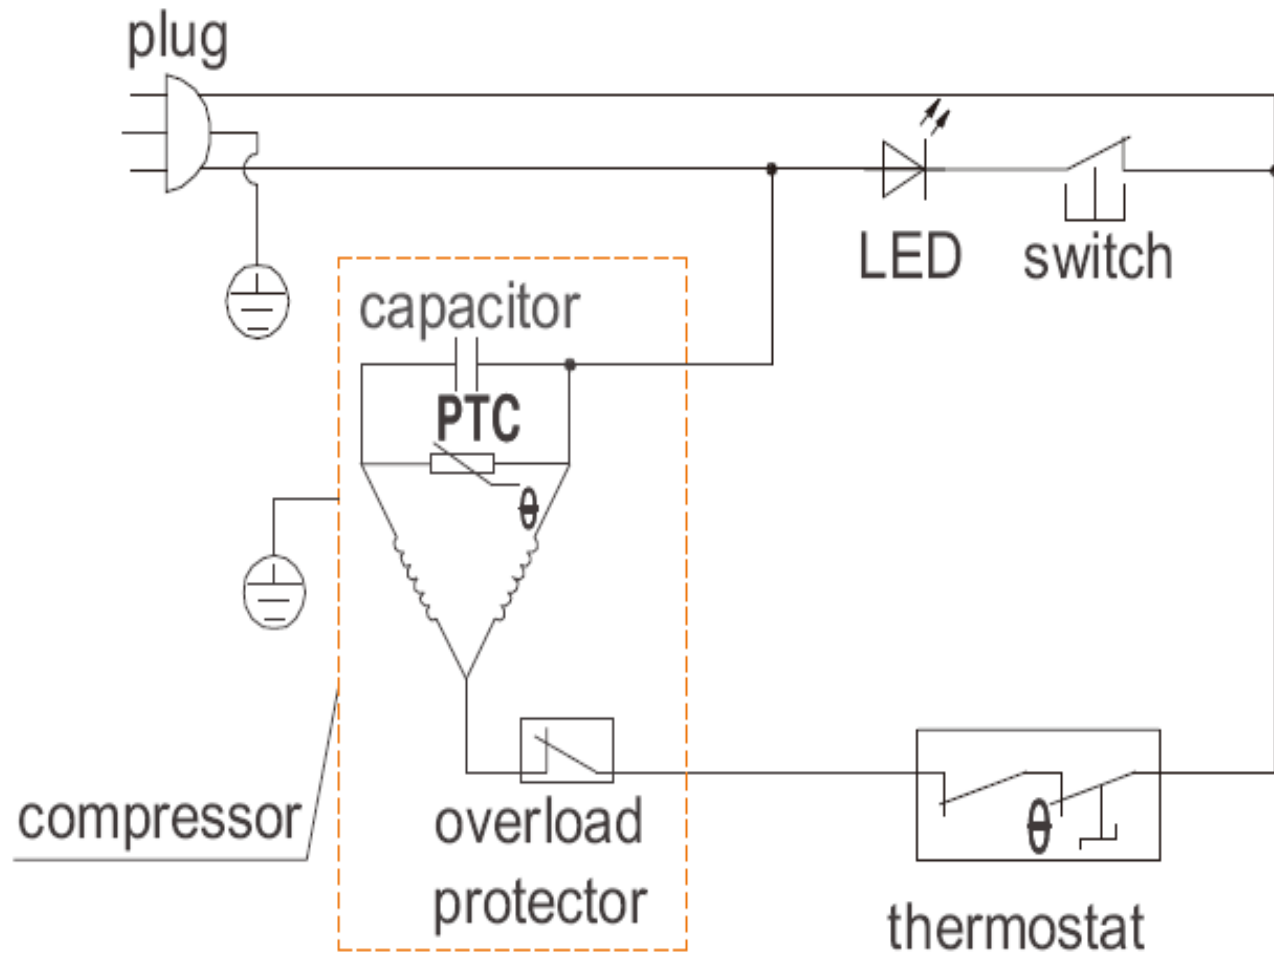 plug
LED
switch
capacitor
PTC
θ
compressor
overload
protector
θ
thermostat